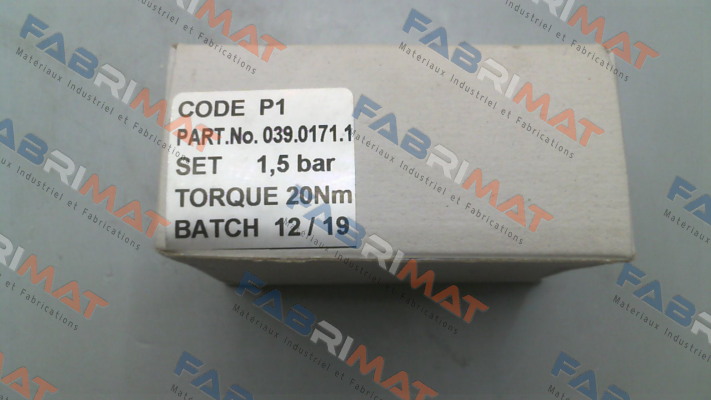 CODE P1
PART.No. 039.0171.1
SET 1,5 bar
TORQUE 20Nm
BATCH 12 / 19
FABRIMAT
Matériaux Industriel et Fabrications